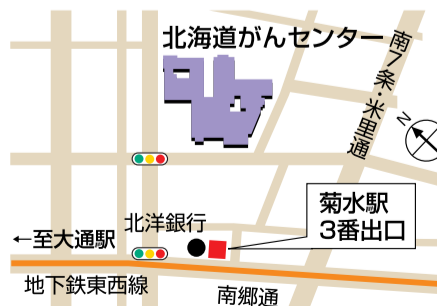 北海道がんセンター
南7条・米里通
N
菊水駅
3番出口
北洋銀行
←至大通駅
地下鉄東西線
南郷通